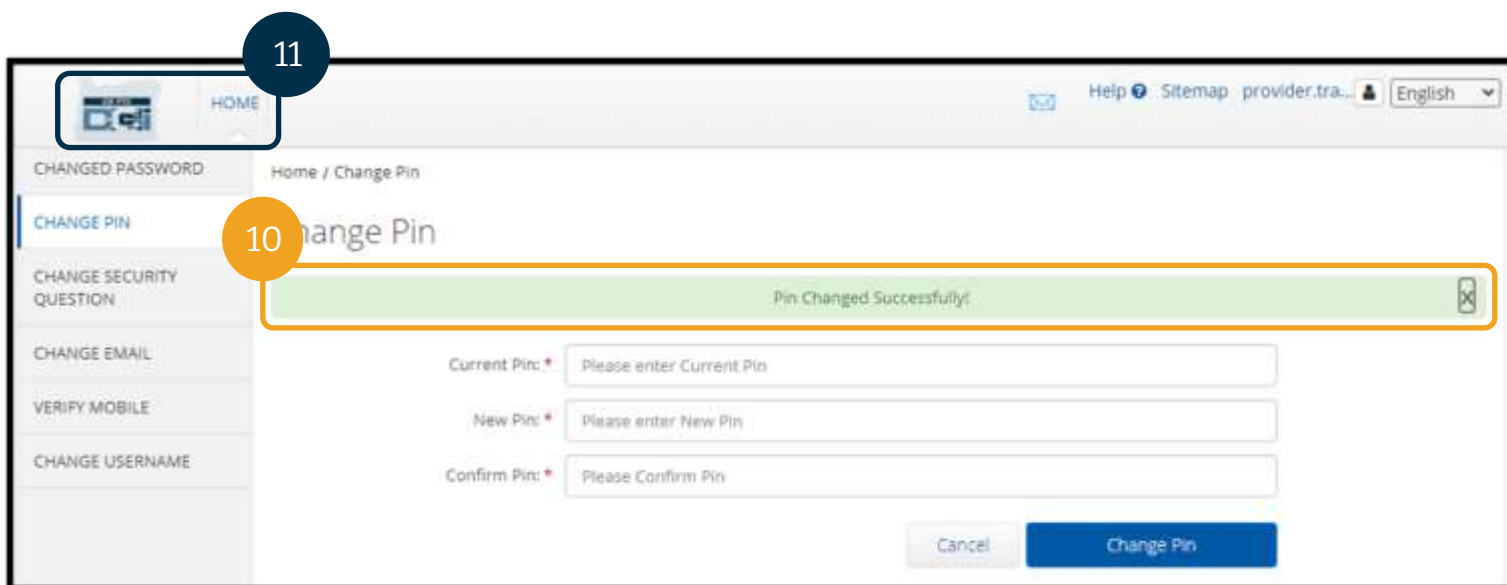 11
HOME
Help Sitemap provider.tra... English
CHANGED PASSWORD
Home / Change Pin
CHANGE PIN
10
hange Pin
CHANGE SECURITY
QUESTION
Pin Changed Successfully!
X
CHANGE EMAIL
Current Pin: * Please enter Current Pin
VERIFY MOBILE
New Pin: * Please enter New Pin
CHANGE USERNAME
Confirm Pin: * Please Confirm Pin
Cancel Change Pin